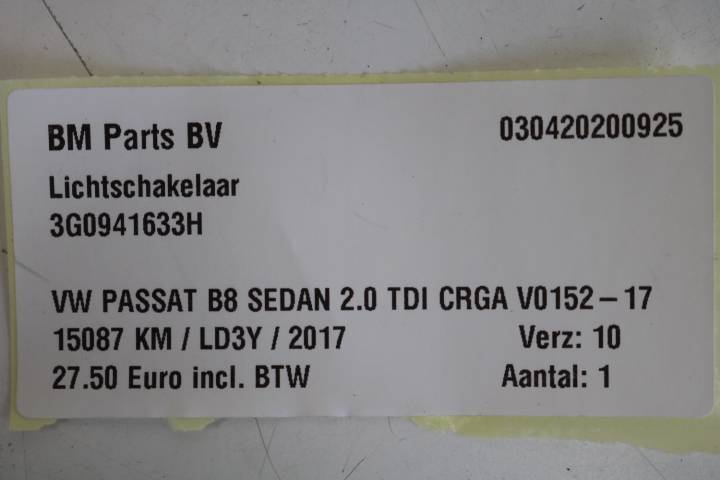 BM Parts BV 030420200925
Lichtschakelaar
3G0941633H
VW PASSAT B8 SEDAN 2.0 TDI CRGA V0152-17
15087 KM / LD3Y / 2017 Verz: 10
27.50 Euro incl. BTW Aantal: 1